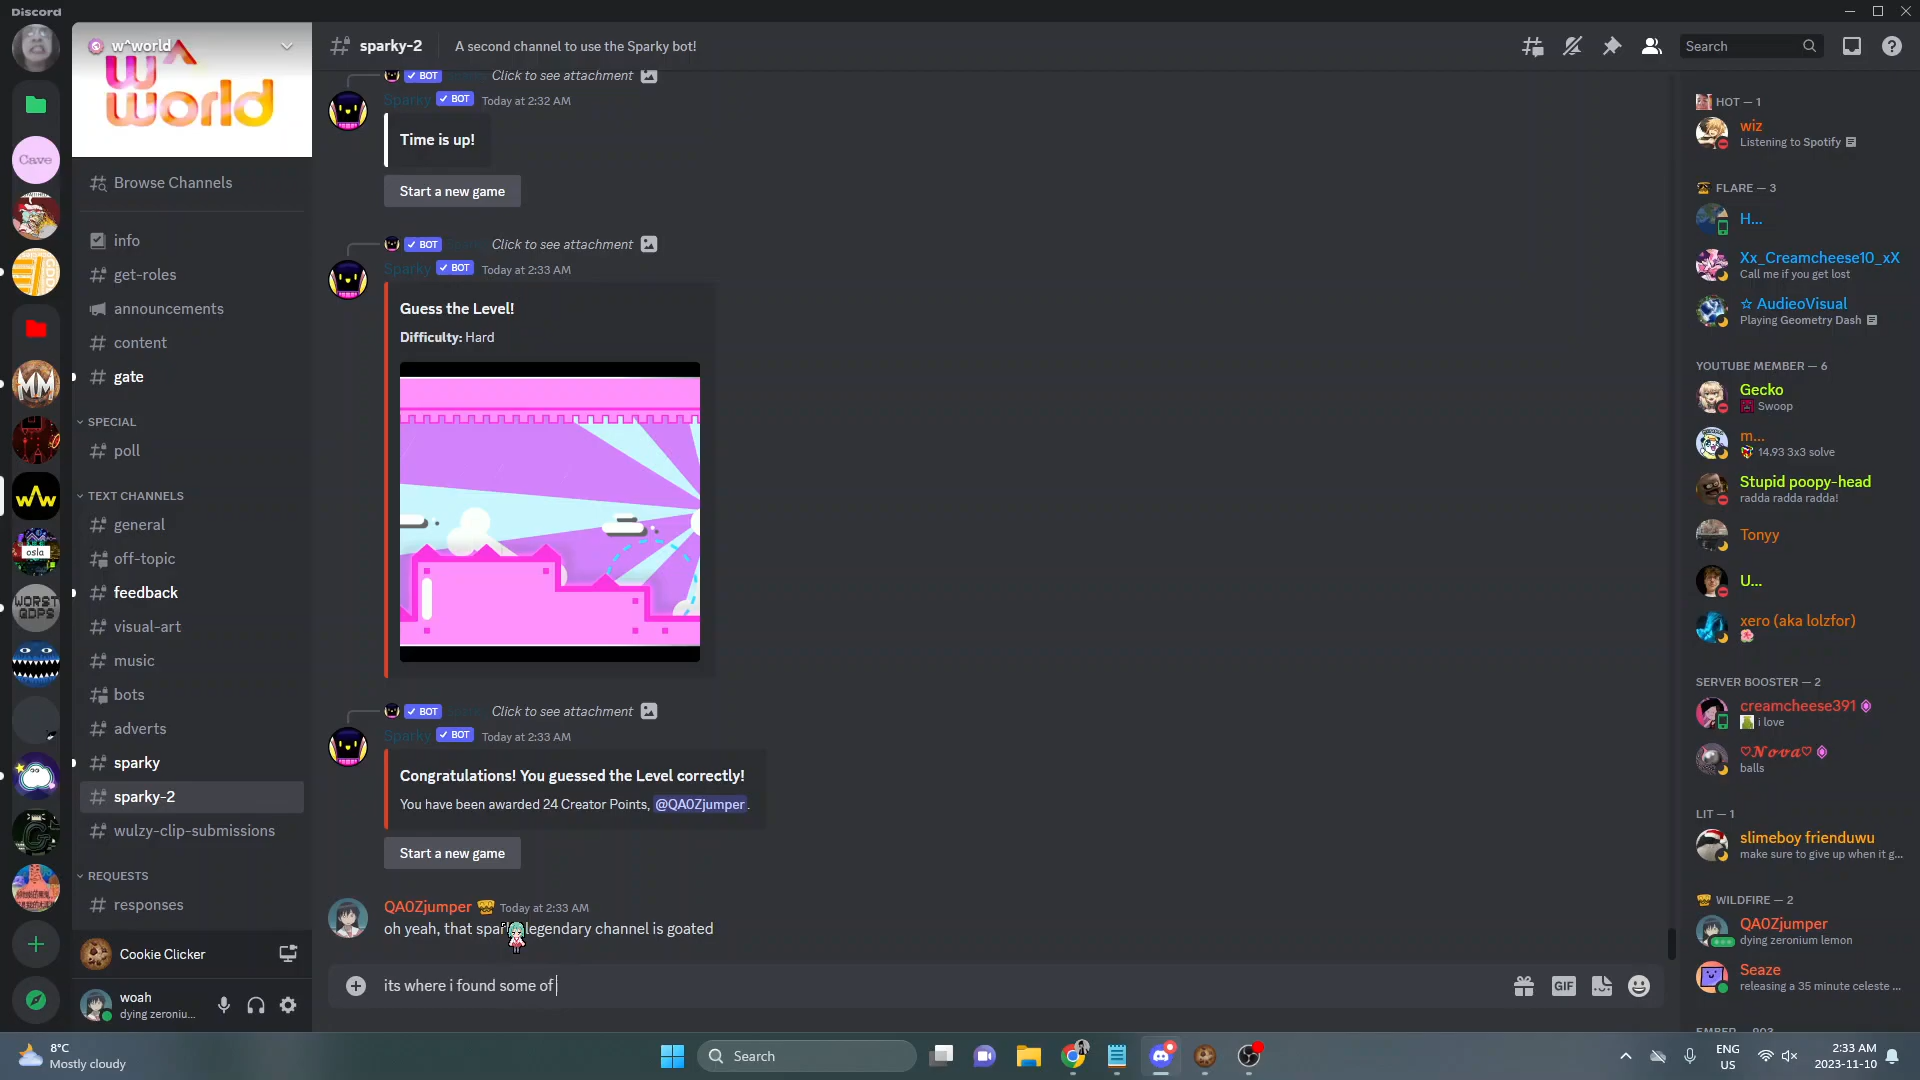 Discord
w^world
w^
world
Browse Channels
info
get-roles
announcements
content
gate
SPECIAL
poll
TEXT CHANNELS
general
off-topic
feedback
visual-art
music
bots
adverts
sparky
sparky-2
wulzy-clip-submissions
REQUESTS
responses
Cookie Clicker
woah
dying zeroniu...
Cave
MM
osla
WORST
GDPS
sparky-2
A second channel to use the Sparky bot!
Search
BOT Click to see attachment
Sparky BOT Today at 2:32 AM
Time is up!
Start a new game
BOT Click to see attachment
Sparky BOT Today at 2:33 AM
Guess the Level!
Difficulty: Hard
BOT Click to see attachment
Sparky BOT Today at 2:33 AM
Congratulations! You guessed the Level correctly!
You have been awarded 24 Creator Points, @QA0Zjumper.
Start a new game
QA0Zjumper Today at 2:33 AM
legendary channel is goated
oh yeah, that
its where i found some of
GIF
HOT — 1
wiz
Listening to Spotify
FLARE — 3
H...
Xx_Creamcheese10_xX
Call me if you get lost
☆ AudieoVisual
Playing Geometry Dash
YOUTUBE MEMBER — 6
Gecko
Swoop
m...
14.93 3x3 solve
Stupid poopy-head
radda radda radda!
Tonyy
U...
xero (aka lolzfor)
SERVER BOOSTER — 2
creamcheese391
i love
♡𝓝𝓸𝓿𝓪♡
balls
LIT — 1
slimeboy frienduwu
make sure to give up when it g...
WILDFIRE — 2
QA0Zjumper
dying zeronium lemon
Seaze
releasing a 35 minute celeste ...
8°C
Mostly cloudy
Search
ENG
US
2:33 AM
2023-11-10